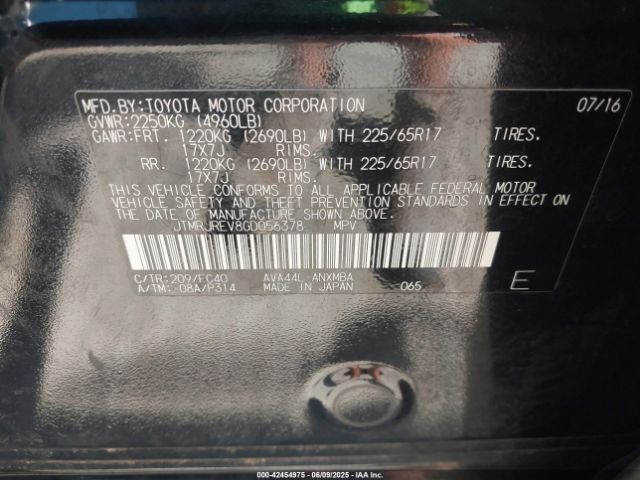 MFD.BY:TOYOTA MOTOR CORPORATION 07/16
GVWR:2250KG (4960LB)
GAWR:FRT. 1220KG (2690LB) WITH 225/65R17 TIRES.
17X7J RIMS.
RR. 1220KG (2690LB) WITH 225/65R17 TIRES.
17X7J RIMS.
THIS VEHICLE CONFORMS TO ALL APPLICABLE FEDERAL MOTOR
VEHICLE SAFETY AND THEFT PREVENTION STANDARDS IN EFFECT ON
THE DATE OF MANUFACTURE SHOWN ABOVE.
JTMRJREV8GD056378 MPV
C/TR:209/FC40 AVA44L-ANXMBA
A/TM:-08A/P314 MADE IN JAPAN 065 E
000-42454975 - 06/09/2025 - IAA Inc.